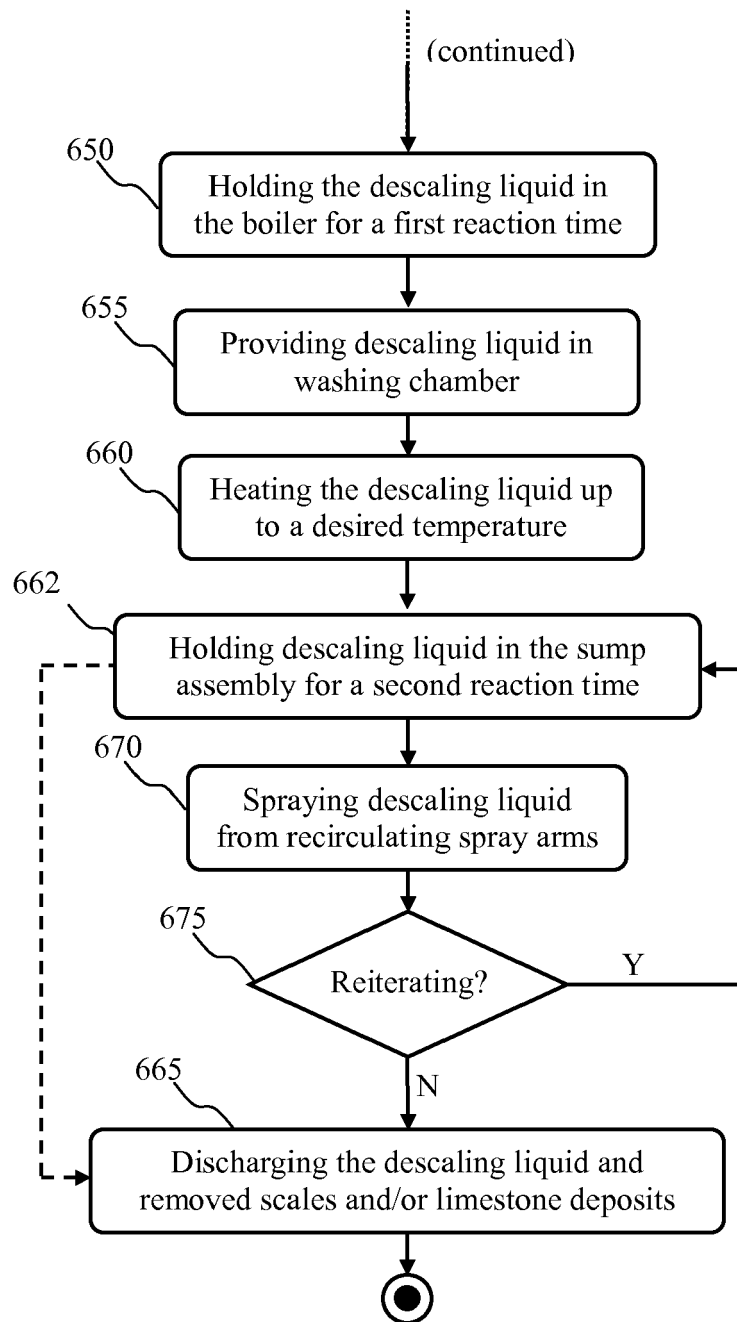 (continued)
650
Holding the descaling liquid in
the boiler for a first reaction time
655
Providing descaling liquid in
washing chamber
660
Heating the descaling liquid up
to a desired temperature
662
Holding descaling liquid in the sump
assembly for a second reaction time
670
Spraying descaling liquid
from recirculating spray arms
675
Reiterating?
Y
N
665
Discharging the descaling liquid and
removed scales and/or limestone deposits